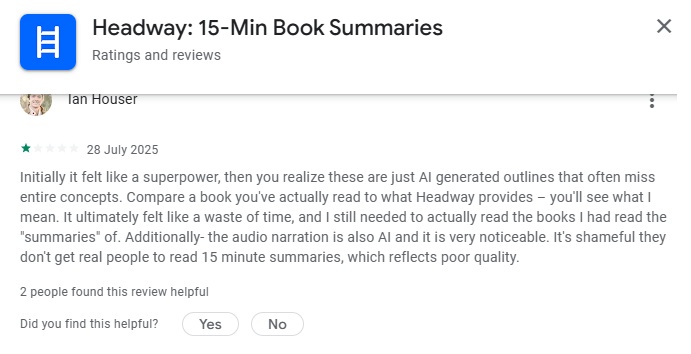 Headway: 15-Min Book Summaries
Ratings and reviews
Ian Houser
28 July 2025
Initially it felt like a superpower, then you realize these are just AI generated outlines that often miss
entire concepts. Compare a book you've actually read to what Headway provides – you'll see what I
mean. It ultimately felt like a waste of time, and I still needed to actually read the books I had read the
"summaries" of. Additionally- the audio narration is also AI and it is very noticeable. It's shameful they
don't get real people to read 15 minute summaries, which reflects poor quality.
2 people found this review helpful
Did you find this helpful? Yes No